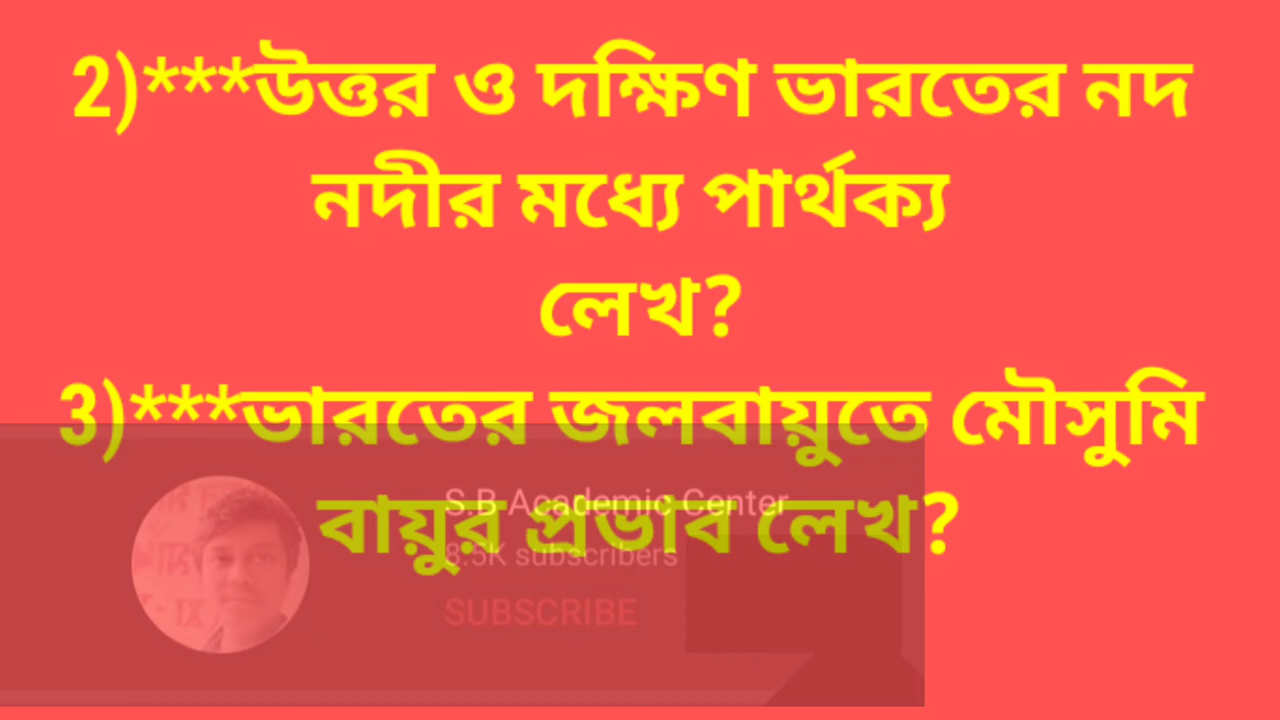 2)***উত্তর ও দক্ষিণ ভারতের নদ
নদীর মধ্যে পার্থক্য
লেখ?
3)***ভারতের জলবায়ুতে মৌসুমি
বায়ুর প্রভাব লেখ?
S.B Academic Center
8.5K subscribers
SUBSCRIBE